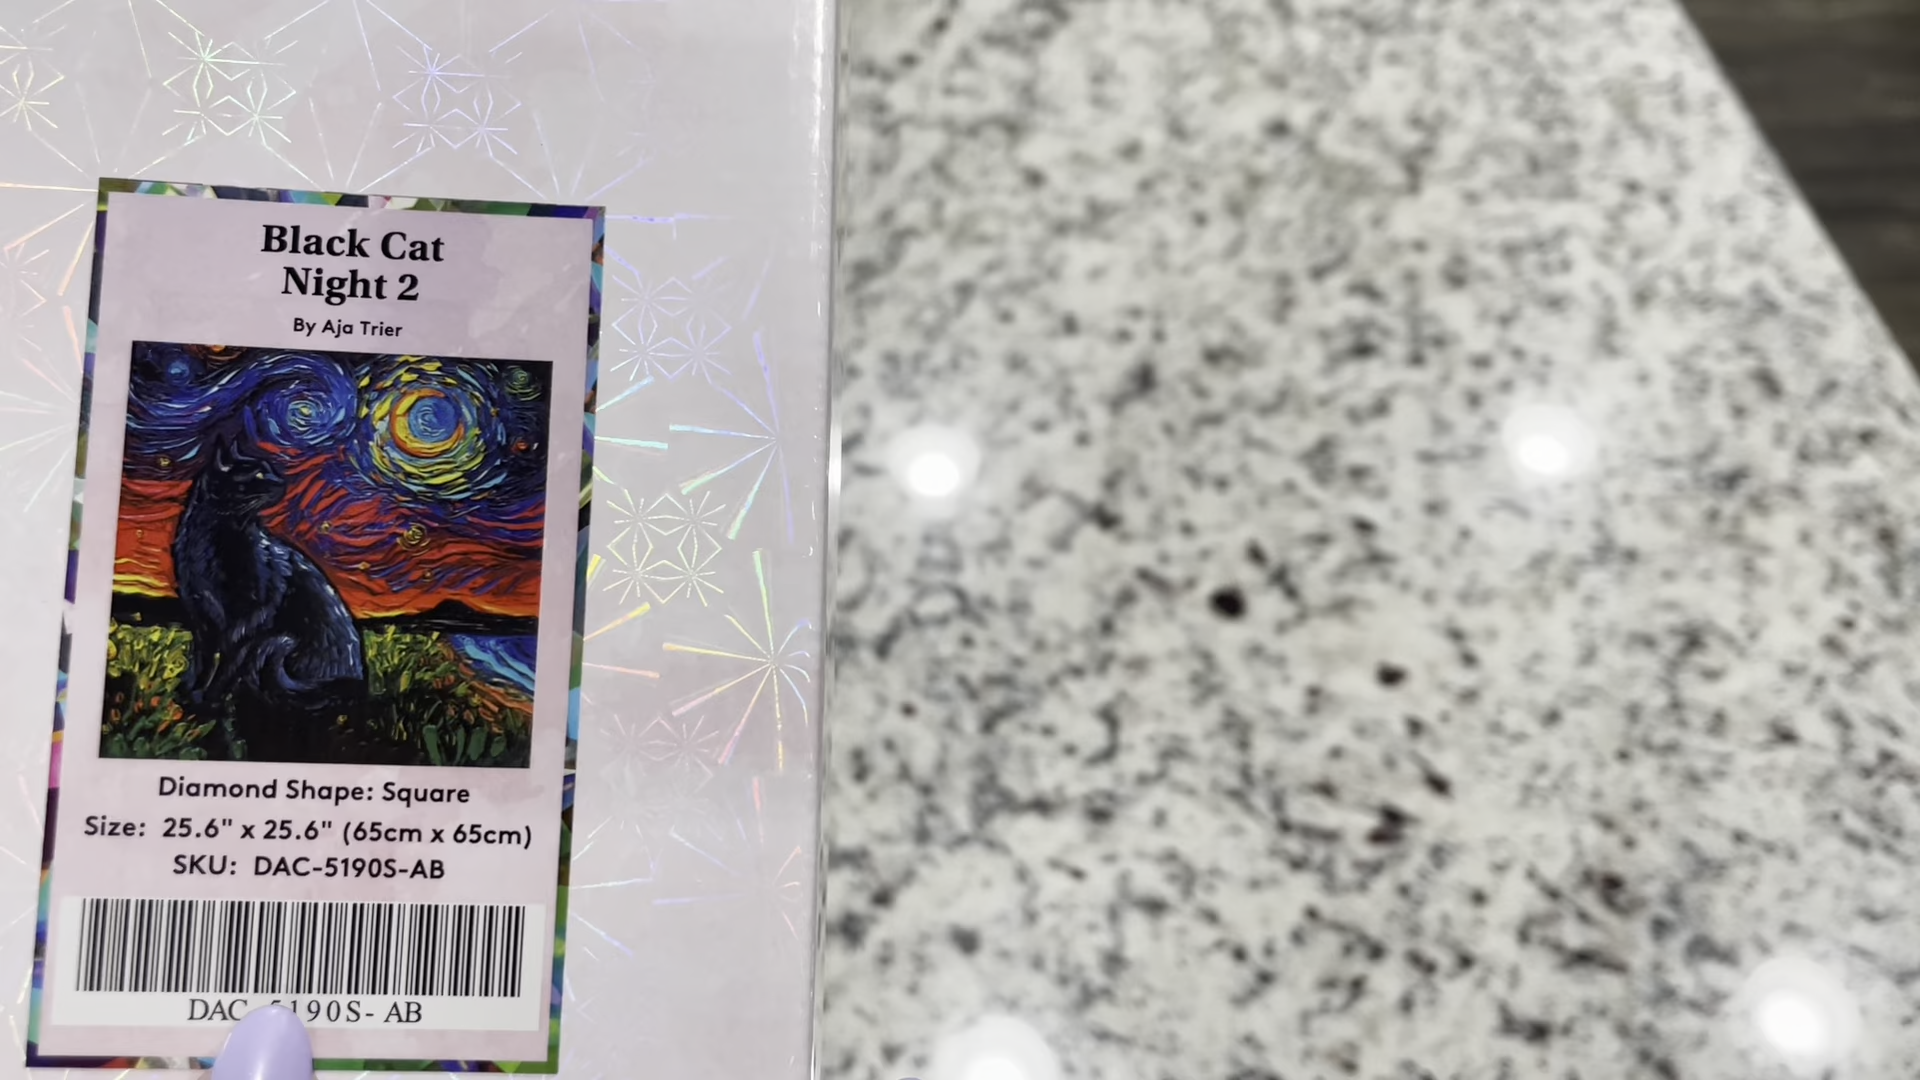 Black Cat
Night 2
By Aja Trier
Diamond Shape: Square
Size: 25.6" x 25.6" (65cm x 65cm)
SKU: DAC-5190S-AB
DAC-5190S- AB